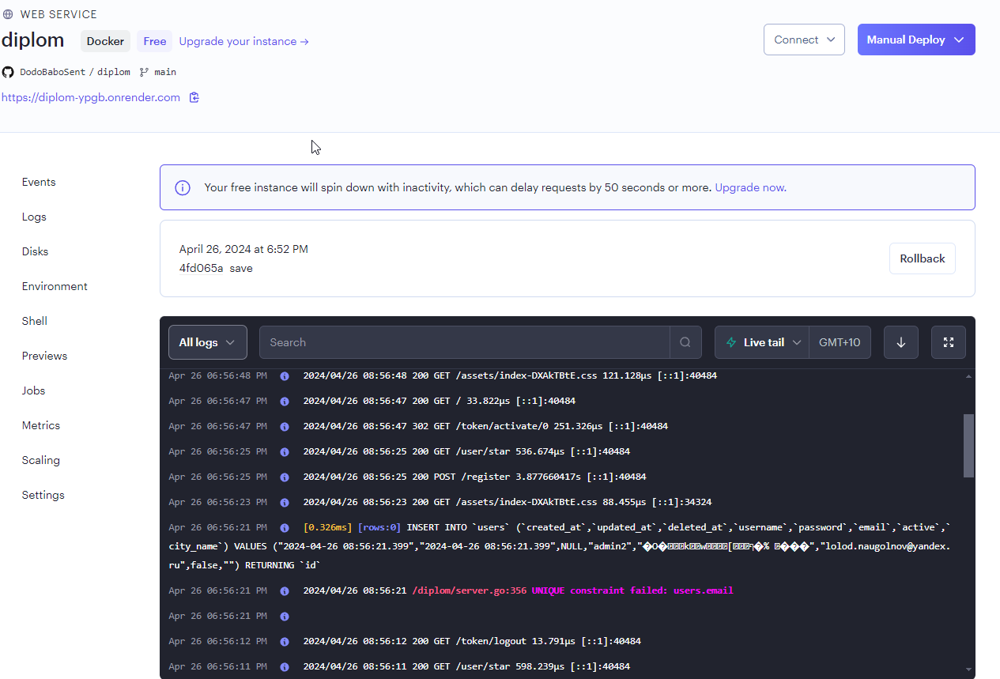 WEB SERVICE
diplom Docker Free Upgrade your instance →
Connect Manual Deploy
DodoBaboSent / diplom main
https://diplom-ypgb.onrender.com
Events
Logs
Disks
Environment
Shell
Previews
Jobs
Metrics
Scaling
Settings
Your free instance will spin down with inactivity, which can delay requests by 50 seconds or more. Upgrade now.
April 26, 2024 at 6:52 PM
4fd065a save
Rollback
All logs Search Live tail GMT+10
Apr 26 06:56:48 PM 2024/04/26 08:56:48 200 GET /assets/index-DXAkTBtE.css 121.128µs [::1]:40484
Apr 26 06:56:47 PM 2024/04/26 08:56:47 200 GET / 33.822µs [::1]:40484
Apr 26 06:56:47 PM 2024/04/26 08:56:47 302 GET /token/activate/0 251.326µs [::1]:40484
Apr 26 06:56:25 PM 2024/04/26 08:56:25 200 GET /user/star 536.674µs [::1]:40484
Apr 26 06:56:25 PM 2024/04/26 08:56:25 200 POST /register 3.877660417s [::1]:40484
Apr 26 06:56:23 PM 2024/04/26 08:56:23 200 GET /assets/index-DXAkTBtE.css 88.455µs [::1]:34324
Apr 26 06:56:21 PM [0.326ms] [rows:0] INSERT INTO `users` (`created_at`,`updated_at`,`deleted_at`,`username`,`password`,`email`,`active`,`
city_name`) VALUES ("2024-04-26 08:56:21.399","2024-04-26 08:56:21.399",NULL,"admin2","lolod.naugolnov@yandex.
ru",false,"") RETURNING `id`
Apr 26 06:56:21 PM 2024/04/26 08:56:21 /diplom/server.go:356 UNIQUE constraint failed: users.email
Apr 26 06:56:21 PM
Apr 26 06:56:12 PM 2024/04/26 08:56:12 200 GET /token/logout 13.791µs [::1]:40484
Apr 26 06:56:11 PM 2024/04/26 08:56:11 200 GET /user/star 598.239µs [::1]:40484